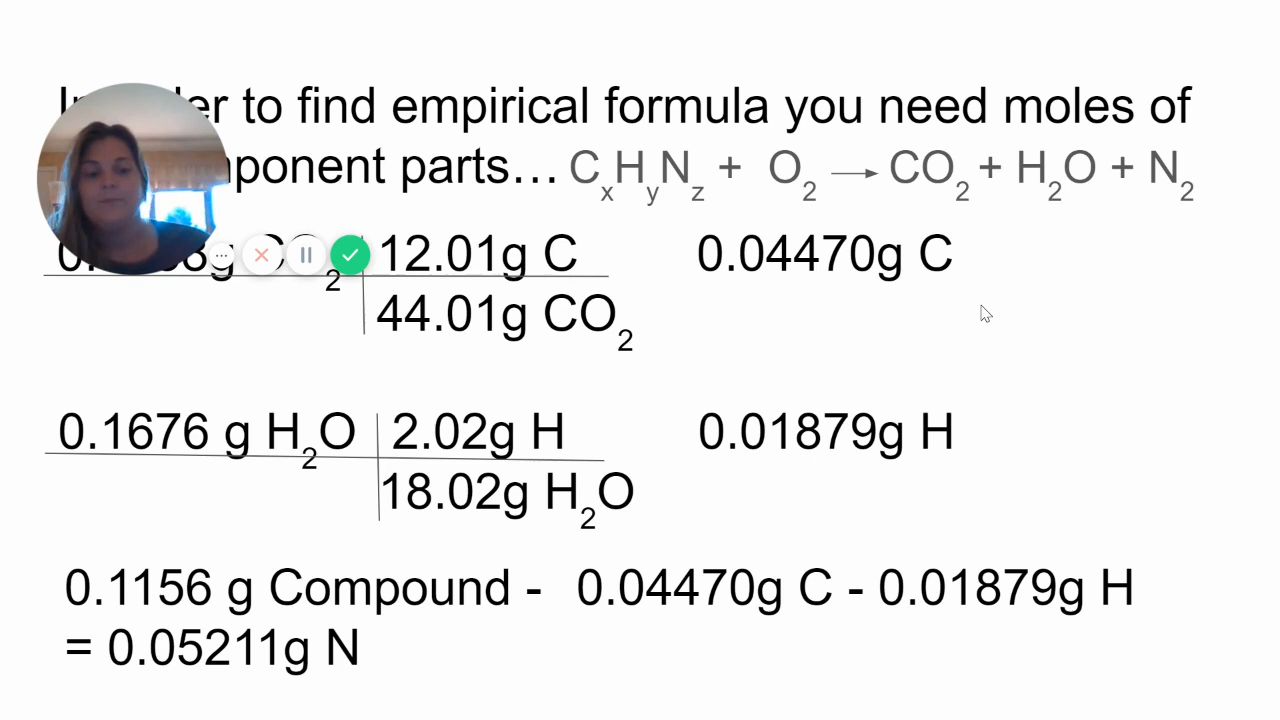 to find empirical formula you need moles of
parts… CxHyNz + O2 → CO2 + H2O + N2
12.01g C 0.04470g C
44.01g CO2
0.1676 g H2O 2.02g H 0.01879g H
18.02g H2O
0.1156 g Compound - 0.04470g C - 0.01879g H
= 0.05211g N